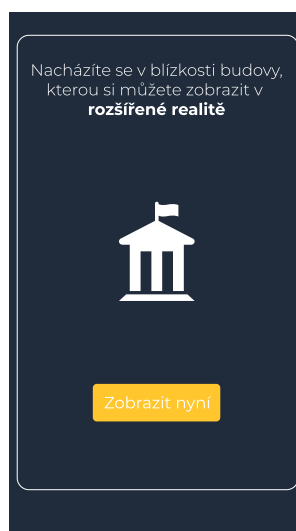 Nacházíte se v blízkosti budovy,
kterou si můžete zobrazit v
rozšířené realitě
Zobrazit nyní